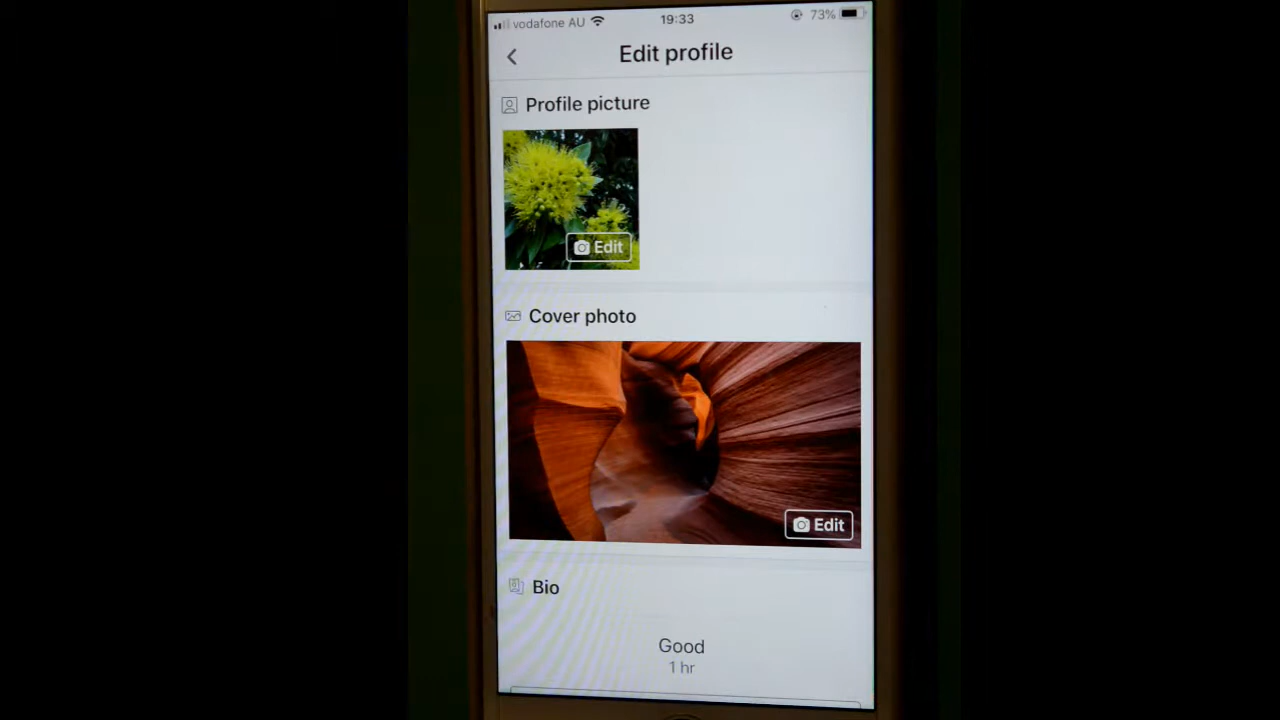 vodafone AU 19:33 73%
Edit profile
Profile picture
Edit
Cover photo
Edit
Bio
Good
1 hr